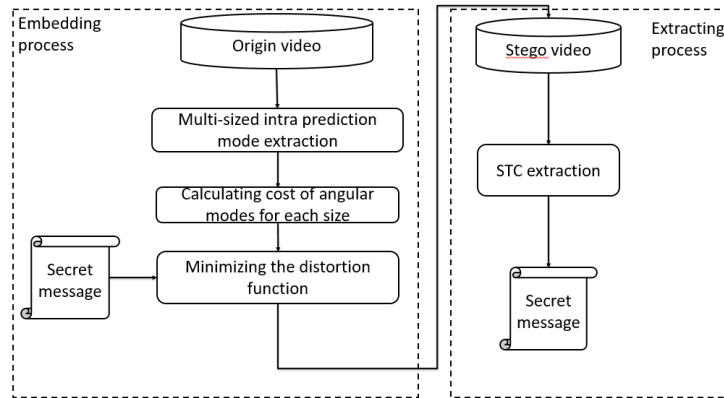 Embedding
process
Origin video
Multi-sized intra prediction
mode extraction
Calculating cost of angular
modes for each size
Secret
message
Minimizing the distortion
function
Extracting
process
Stego video
STC extraction
Secret
message